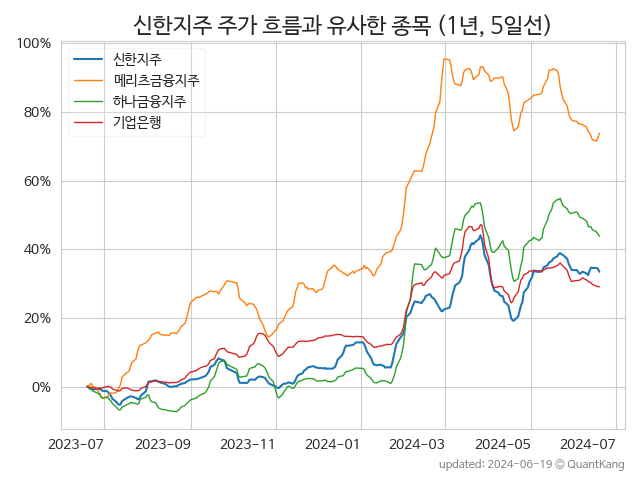 신한지주 주가 흐름과 유사한 종목 (1년, 5일선)
신한지주
메리츠금융지주
하나금융지주
기업은행
100%
80%
60%
40%
20%
0%
2023-07 2023-09 2023-11 2024-01 2024-03 2024-05 2024-07
updated: 2024-06-19 © QuantKang